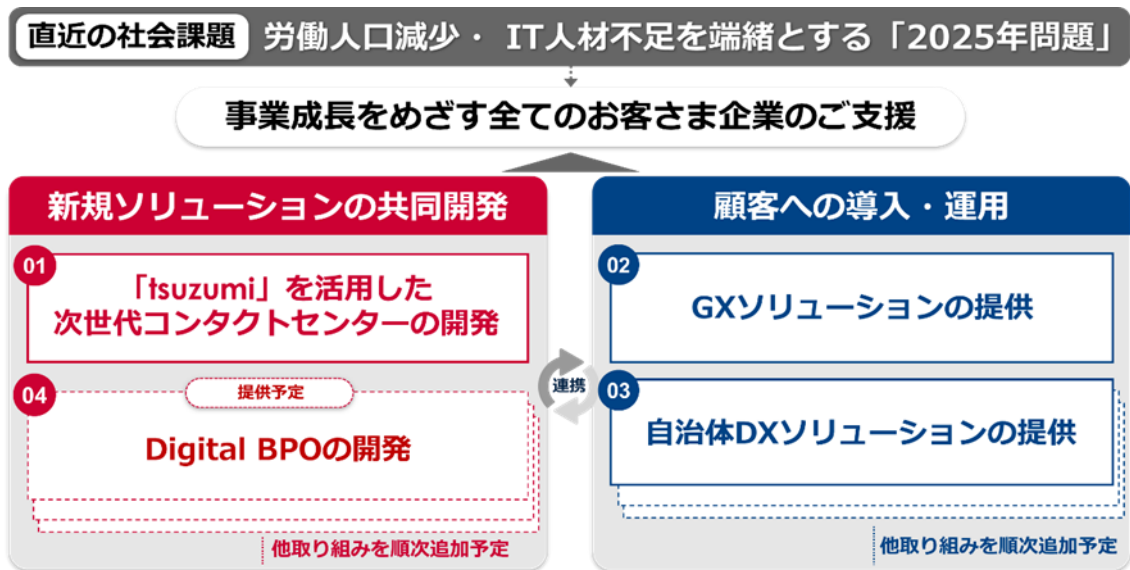 直近の社会課題 労働人口減少・ IT人材不足を端緒とする「2025年問題」
事業成長をめざす全てのお客さま企業のご支援
新規ソリューションの共同開発
01
「tsuzumi」を活用した
次世代コンタクトセンターの開発
04
提供予定
Digital BPOの開発
他取り組みを順次追加予定
連携
顧客への導入・運用
02
GXソリューションの提供
03
自治体DXソリューションの提供
他取り組みを順次追加予定